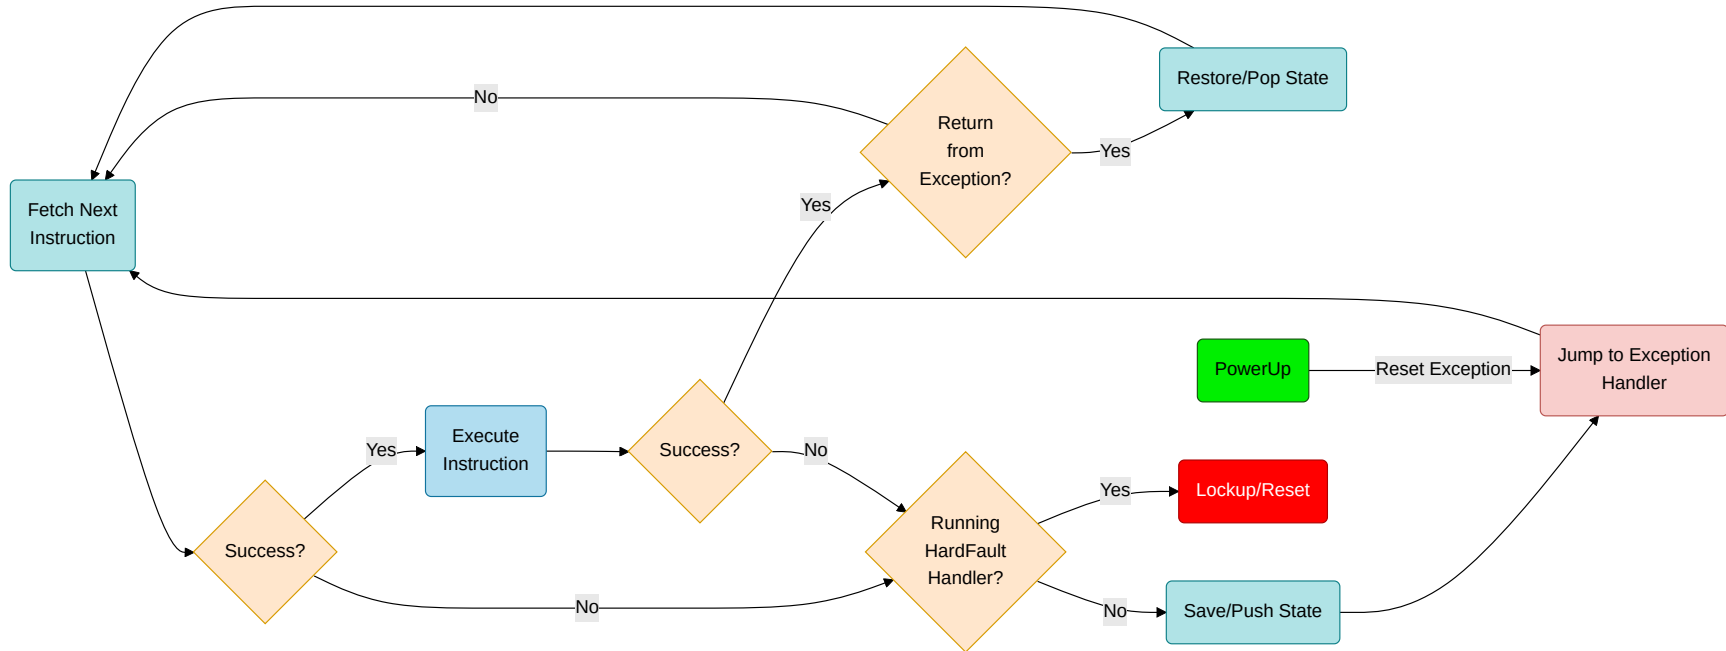 Restore/Pop State
No
Return
from
Exception?
Yes
Yes
Fetch Next
Instruction
PowerUp
Reset Exception
Jump to Exception
Handler
Yes
Execute
Instruction
Success?
No
Success?
No
Running
HardFault
Handler?
Yes
Lockup/Reset
No
Save/Push State